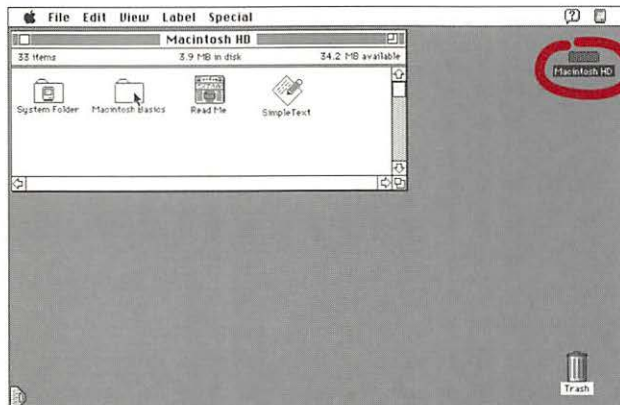 File Edit View Label Special
Macintosh HD
33 items 3.9 MB in disk 34.2 MB available
System Folder Macintosh Basics Read Me SimpleText
Macintosh HD
Trash